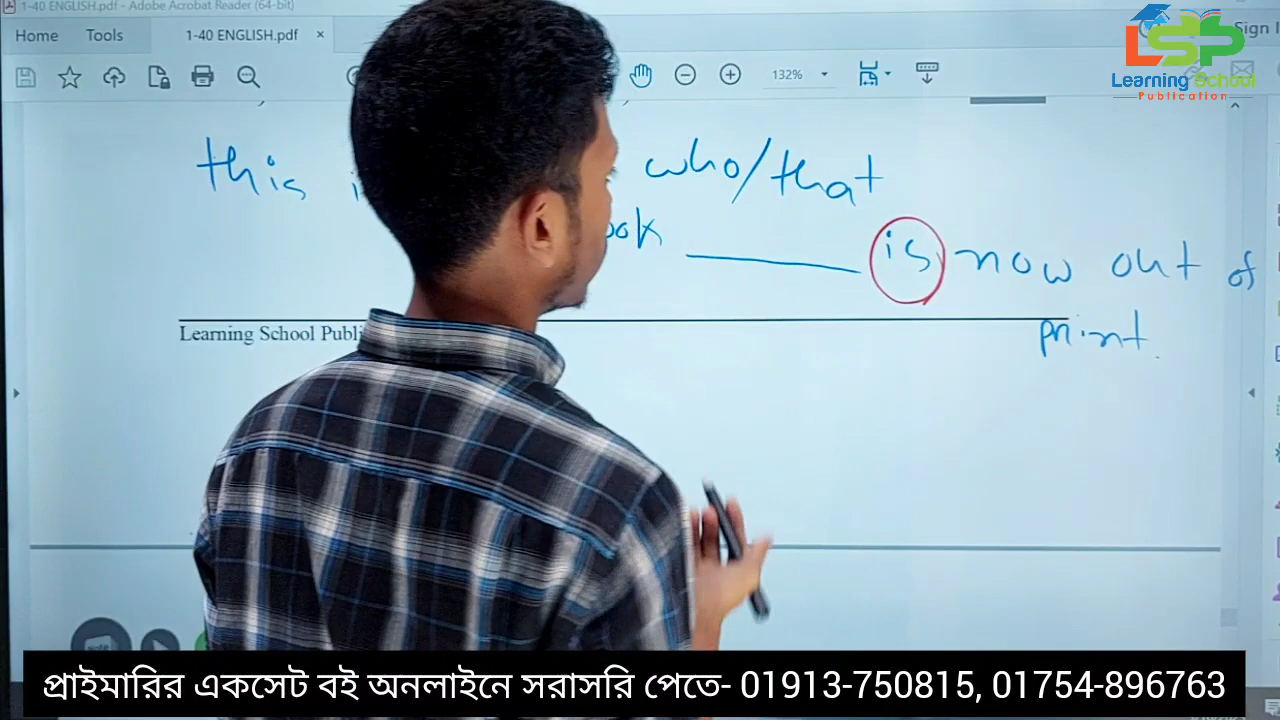 1-40 ENGLISH.pdf - Adobe Acrobat Reader (64-bit)
Home Tools 1-40 ENGLISH.pdf × Sign
132%
LSP
Learning School
Publication
this who/that
is now out of
print.
Learning School Publi
প্রাইমারির একসেট বই অনলাইনে সরাসরি পেতে- 01913-750815, 01754-896763